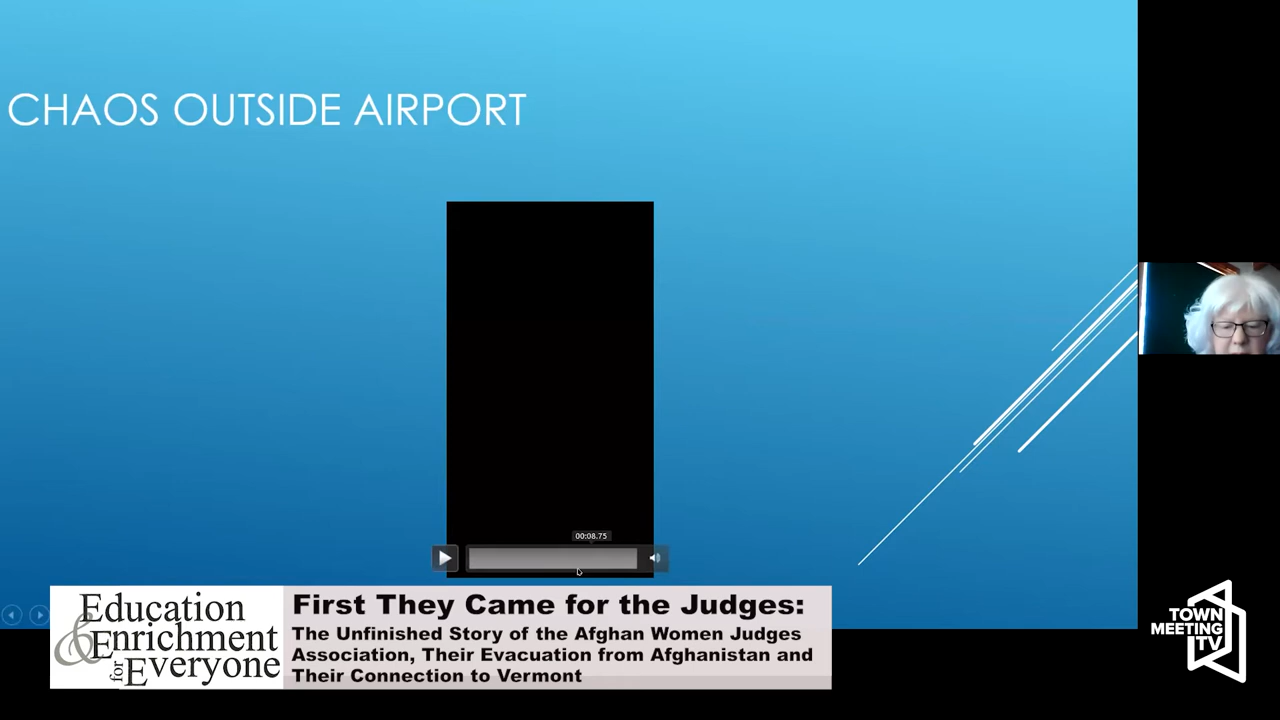 CHAOS OUTSIDE AIRPORT
00:08.75
Education
& Enrichment
for Everyone
First They Came for the Judges:
The Unfinished Story of the Afghan Women Judges
Association, Their Evacuation from Afghanistan and
Their Connection to Vermont
TOWN
MEETING
TV